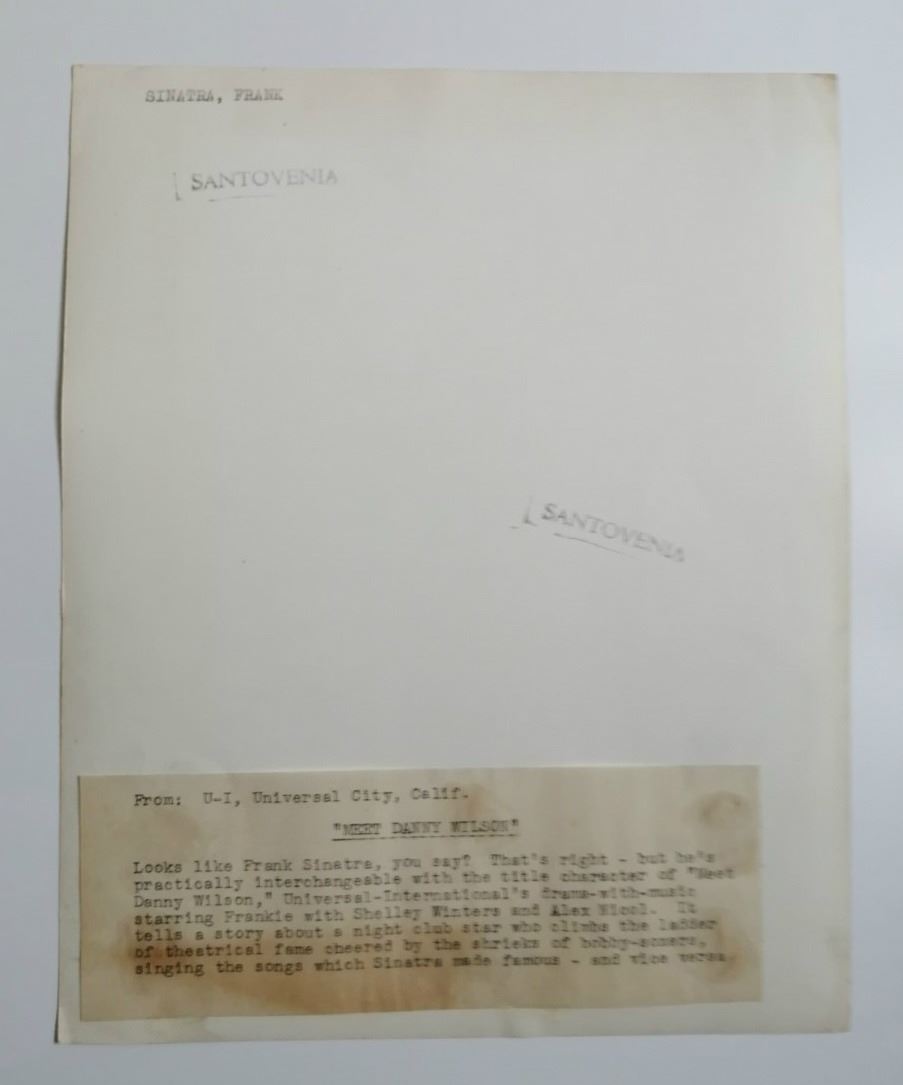 SINATRA, FRANK
SANTOVENIA
SANTOVENIA
From: U-I, Universal City, Calif.
"MEET DANNY WILSON"
Looks like Frank Sinatra, you say? That's right - but he's
practically interchangeable with the title character of "Meet
Danny Wilson," Universal-International's drama-with-music
starring Frankie with Shelley Winters and Alex Nicol. It
tells a story about a night club star who climbs the ladder
of theatrical fame cheered by the shrieks of bobby-soxers,
singing the songs which Sinatra made famous - and vice versa